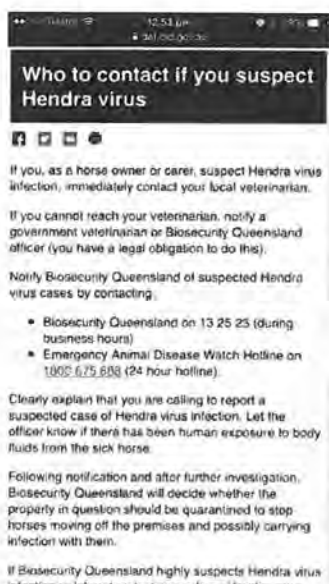 12:53 pm
Who to contact if you suspect
Hendra virus
If you, as a horse owner or carer, suspect Hendra virus
infection, immediately contact your local veterinarian.
If you cannot reach your veterinarian, notify a
government veterinarian or Biosecurity Queensland
officer (you have a legal obligation to do this).
Notify Biosecurity Queensland of suspected Hendra
virus cases by contacting
• Biosecurity Queensland on 13 25 23 (during
business hours)
• Emergency Animal Disease Watch Hotline on
1800 675 888 (24 hour hotline).
Clearly explain that you are calling to report a
suspected case of Hendra virus infection. Let the
officer know if there has been human exposure to body
fluids from the sick horse.
Following notification and after further investigation,
Biosecurity Queensland will decide whether the
property in question should be quarantined to stop
horses moving off the premises and possibly carrying
infection with them.
If Biosecurity Queensland highly suspects Hendra virus